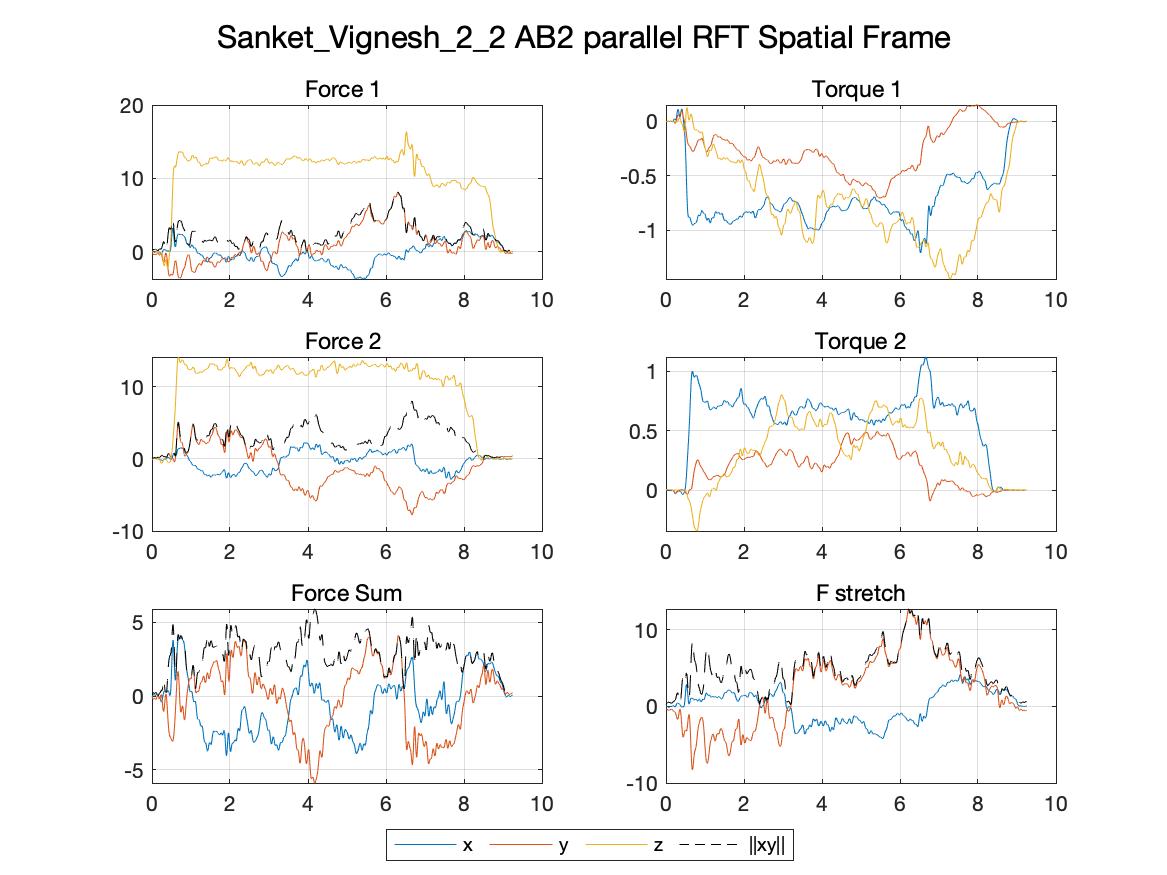 Sanket_Vignesh_2_2 AB2 parallel RFT Spatial Frame
Force 1
20
10
0
0 2 4 6 8 10
Torque 1
0
-0.5
-1
0 2 4 6 8 10
Force 2
10
0
-10
0 2 4 6 8 10
Torque 2
1
0.5
0
0 2 4 6 8 10
Force Sum
5
0
-5
0 2 4 6 8 10
F stretch
10
0
-10
0 2 4 6 8 10
x y z ||xy||